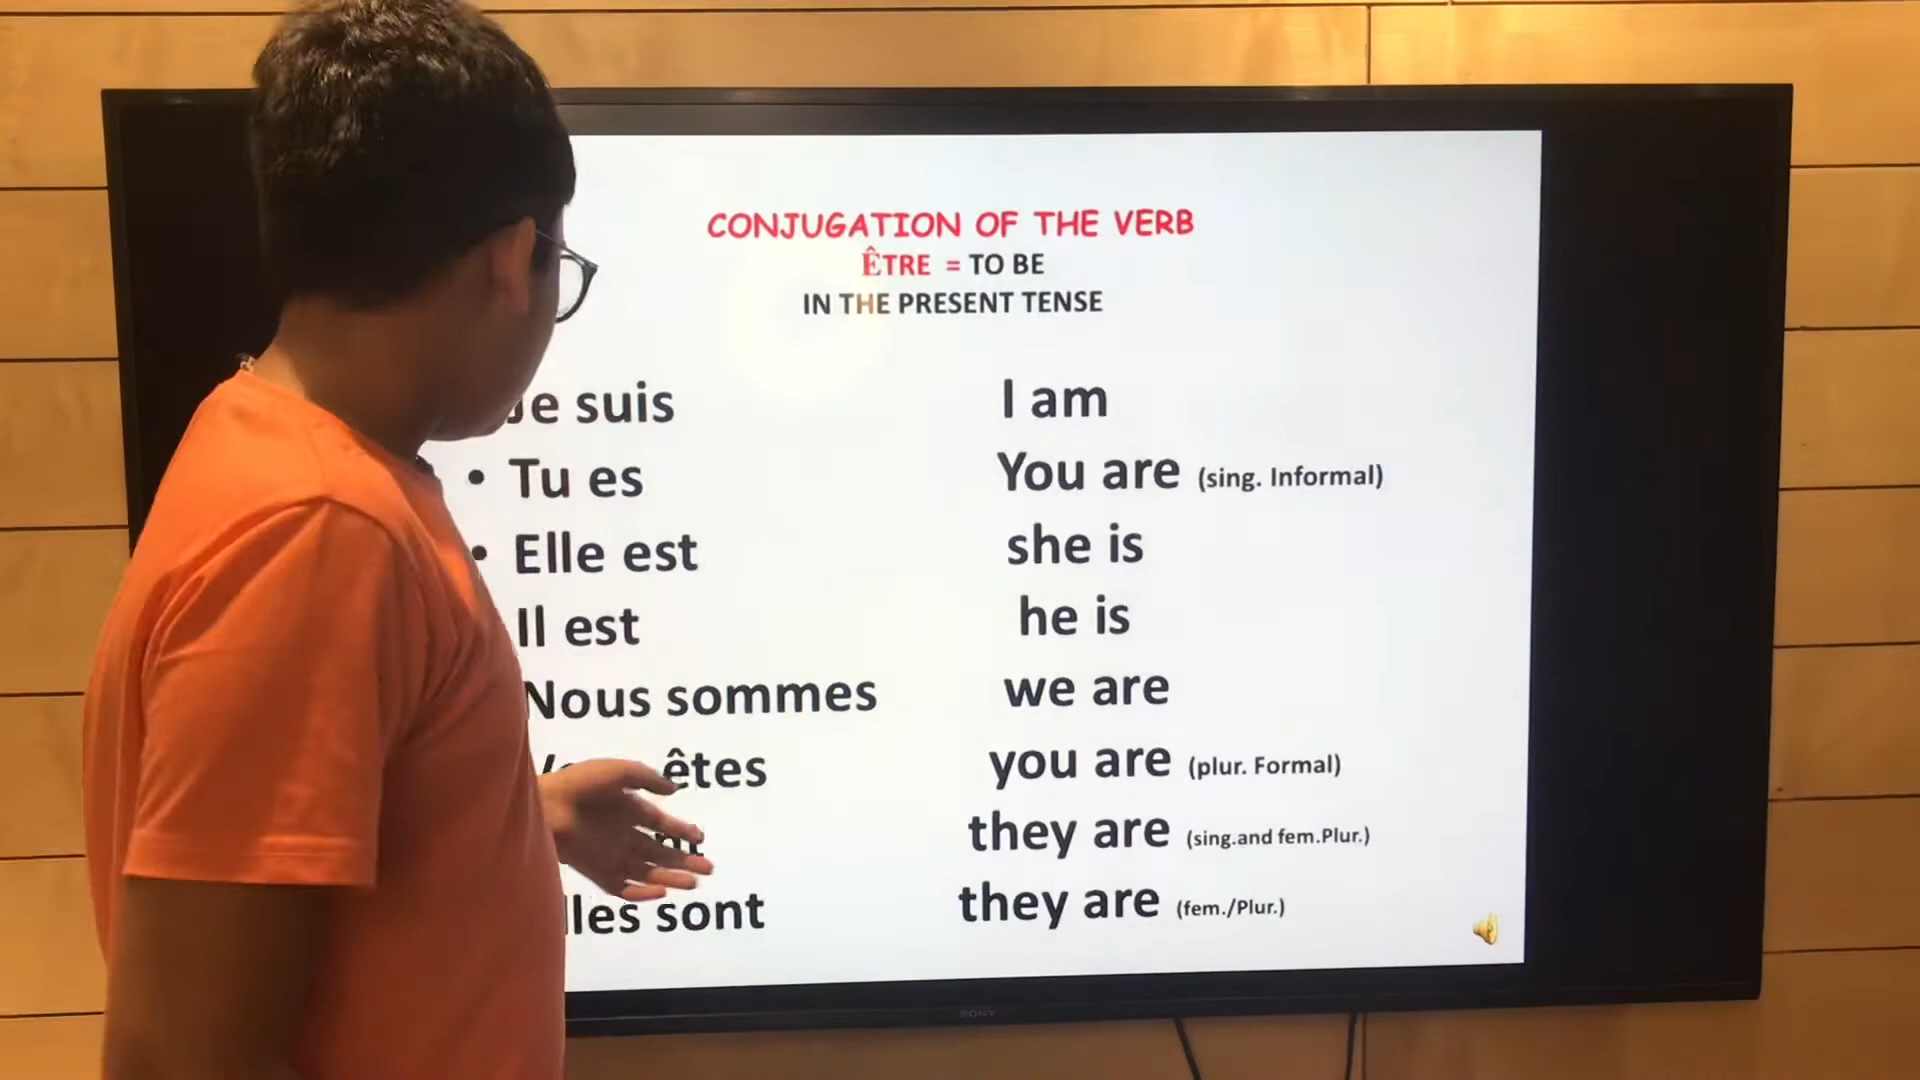 CONJUGATION OF THE VERB
ÊTRE = TO BE
IN THE PRESENT TENSE
Je suis I am
• Tu es You are (sing. Informal)
• Elle est she is
Il est he is
Nous sommes we are
êtes you are (plur. Formal)
they are (sing.and fem.Plur.)
sont they are (fem./Plur.)
SONY